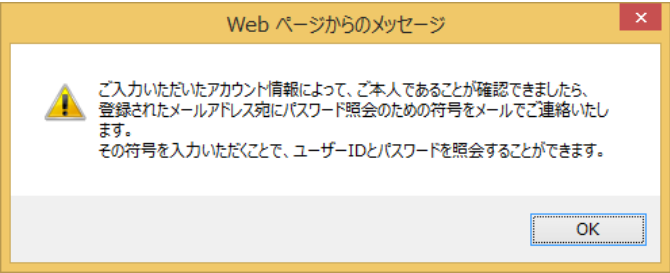 Web ページからのメッセージ
ご入力いただいたアカウント情報によって、ご本人であることが確認できましたら、
登録されたメールアドレス宛にパスワード照会のための符号をメールでご連絡いたし
ます。
その符号を入力いただくことで、ユーザーIDとパスワードを照会することができます。
OK